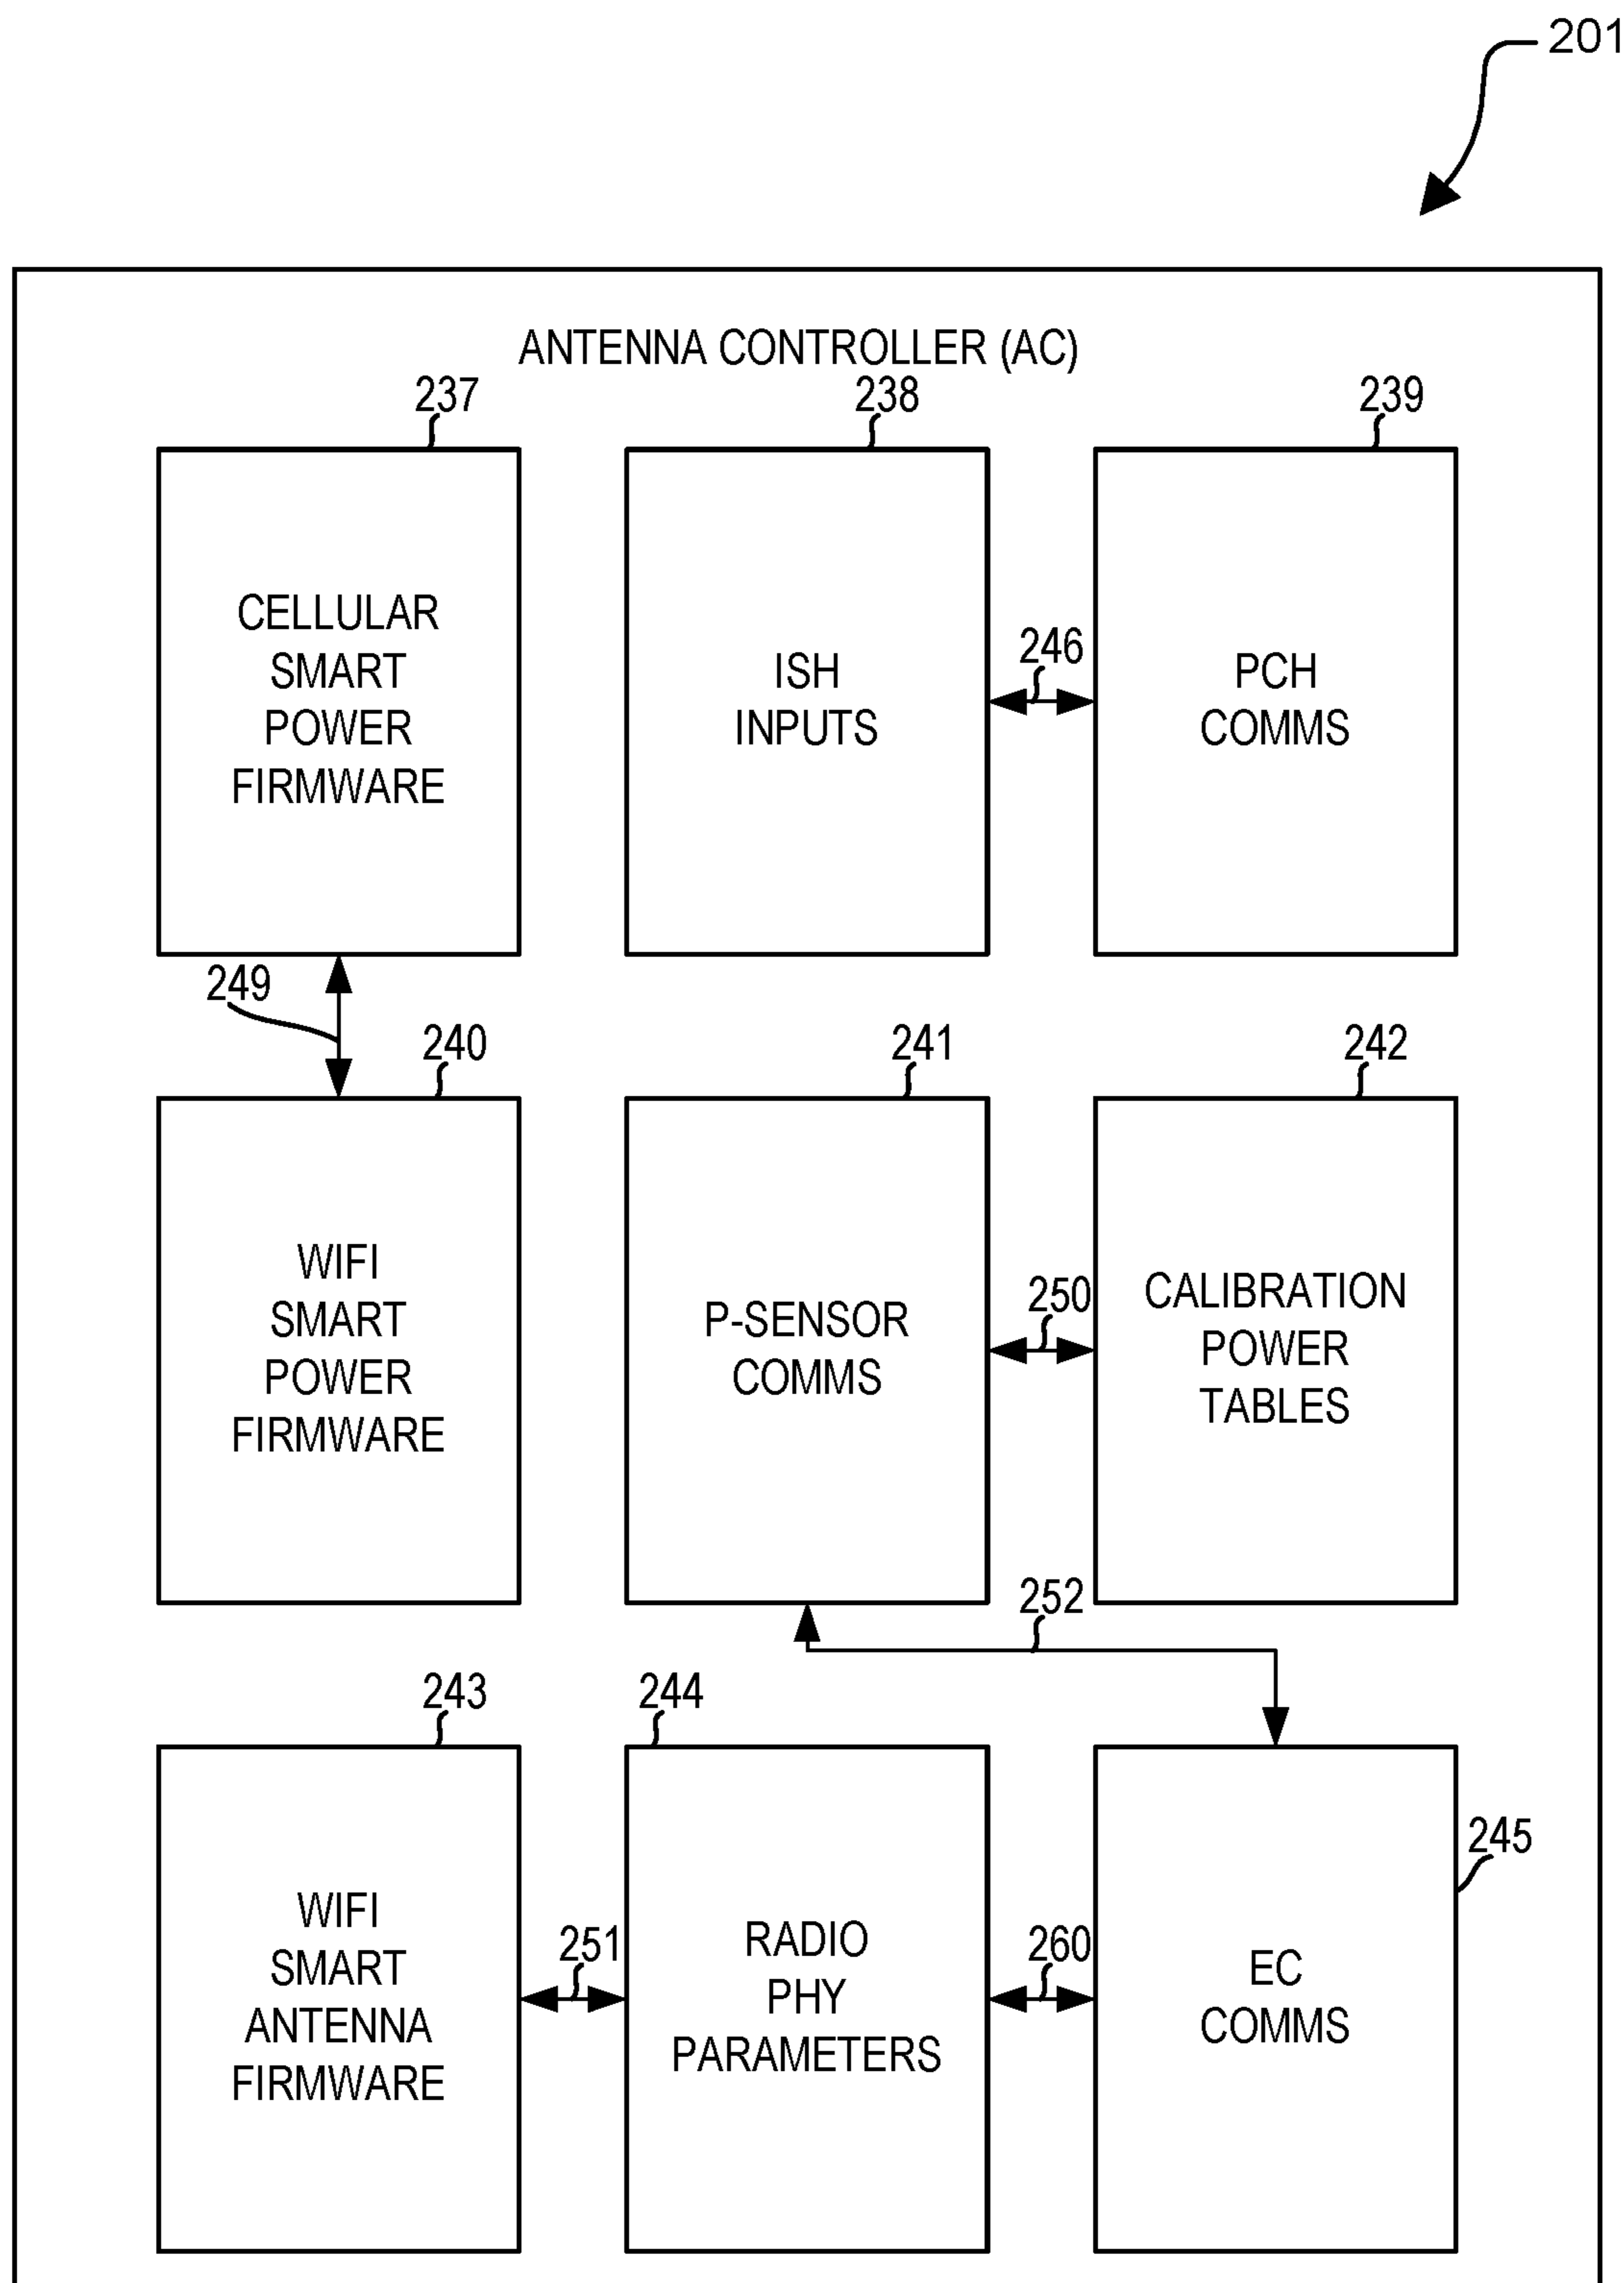 201
ANTENNA CONTROLLER (AC)
237
238
239
CELLULAR
SMART
POWER
FIRMWARE
ISH
INPUTS
246
PCH
COMMS
249
240
241
242
WIFI
SMART
POWER
FIRMWARE
P-SENSOR
COMMS
250
CALIBRATION
POWER
TABLES
252
243
244
245
WIFI
SMART
ANTENNA
FIRMWARE
251
RADIO
PHY
PARAMETERS
260
EC
COMMS